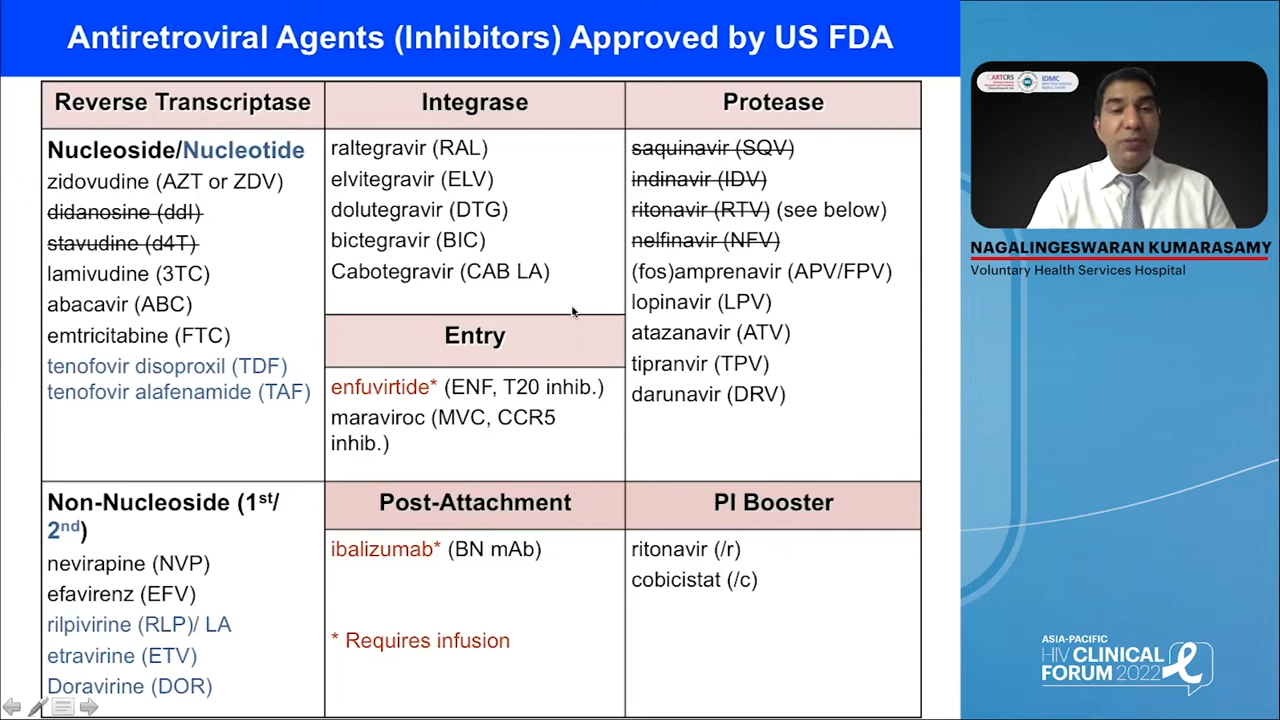 Antiretroviral Agents (Inhibitors) Approved by US FDA
Reverse Transcriptase
Nucleoside/Nucleotide
zidovudine (AZT or ZDV)
didanosine (ddI)
stavudine (d4T)
lamivudine (3TC)
abacavir (ABC)
emtricitabine (FTC)
tenofovir disoproxil (TDF)
tenofovir alafenamide (TAF)
Non-Nucleoside (1st/
2nd)
nevirapine (NVP)
efavirenz (EFV)
rilpivirine (RLP)/ LA
etravirine (ETV)
Doravirine (DOR)
Integrase
raltegravir (RAL)
elvitegravir (ELV)
dolutegravir (DTG)
bictegravir (BIC)
Cabotegravir (CAB LA)
Entry
enfuvirtide* (ENF, T20 inhib.)
maraviroc (MVC, CCR5
inhib.)
Post-Attachment
ibalizumab* (BN mAb)
* Requires infusion
Protease
saquinavir (SQV)
indinavir (IDV)
ritonavir (RTV) (see below)
nelfinavir (NFV)
(fos)amprenavir (APV/FPV)
lopinavir (LPV)
atazanavir (ATV)
tipranvir (TPV)
darunavir (DRV)
PI Booster
ritonavir (/r)
cobicistat (/c)
CARTCRS
IDMC
NAGALINGESWARAN KUMARASAMY
Voluntary Health Services Hospital
ASIA-PACIFIC
HIV CLINICAL
FORUM 2022